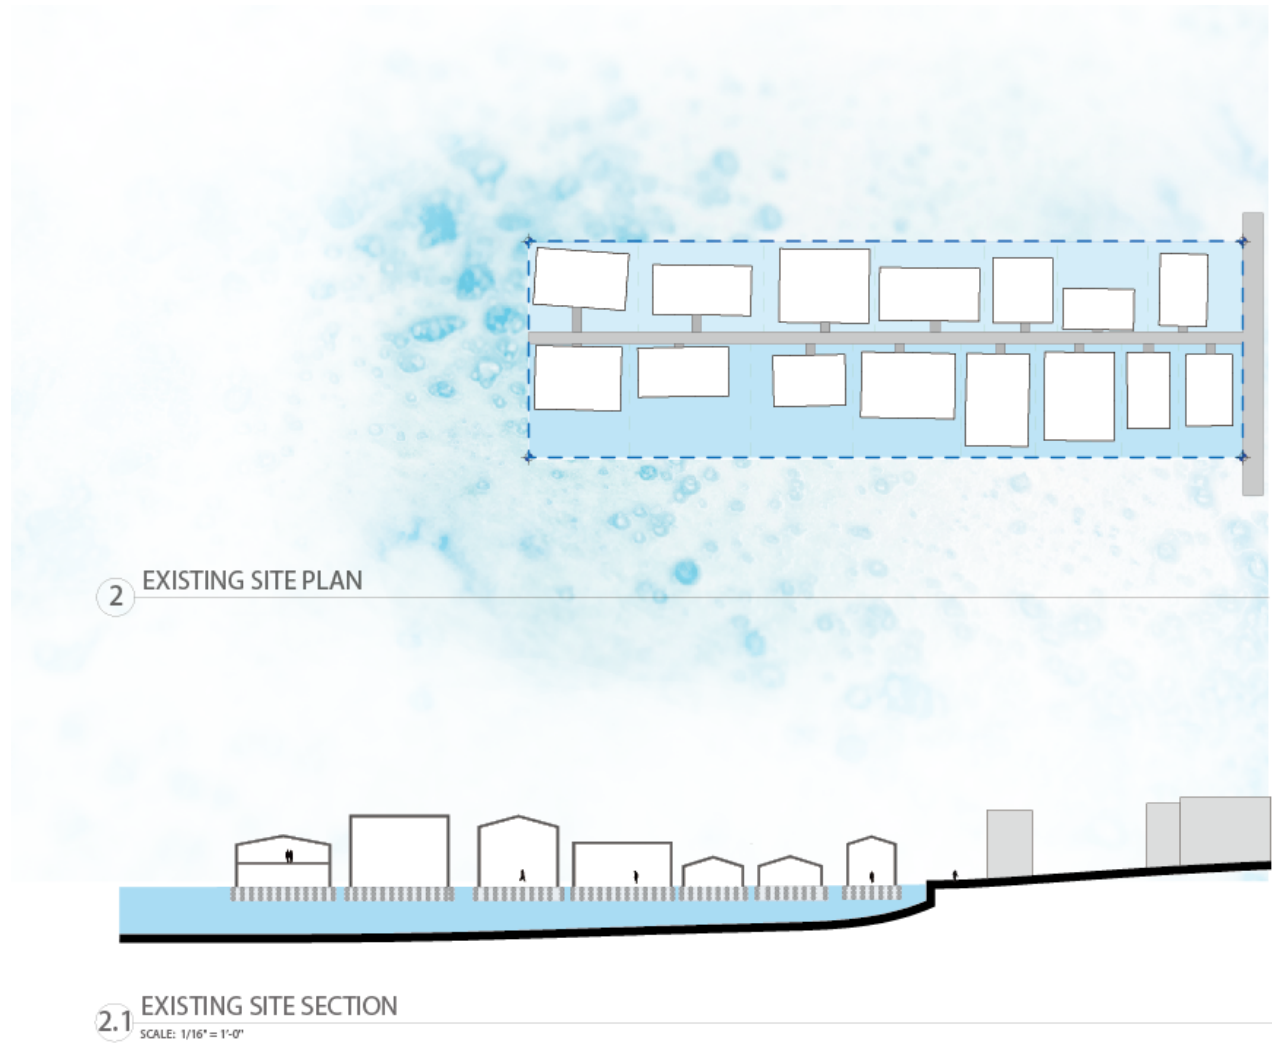 2 EXISTING SITE PLAN
2.1 EXISTING SITE SECTION
SCALE: 1/16" = 1'-0"